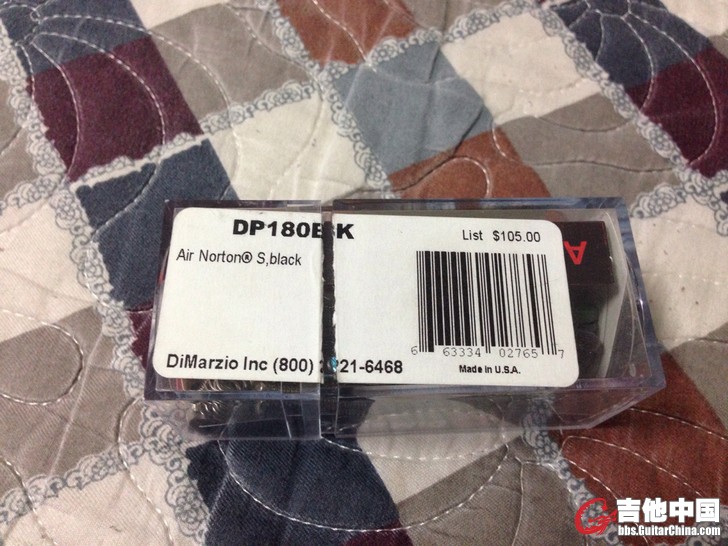 DP180BK
List $105.00
Air Norton® S,black
A
6 63334 02765 7
DiMarzio Inc (800) 221-6468
Made in U.S.A.
吉他中国
bbs.GuitarChina.com